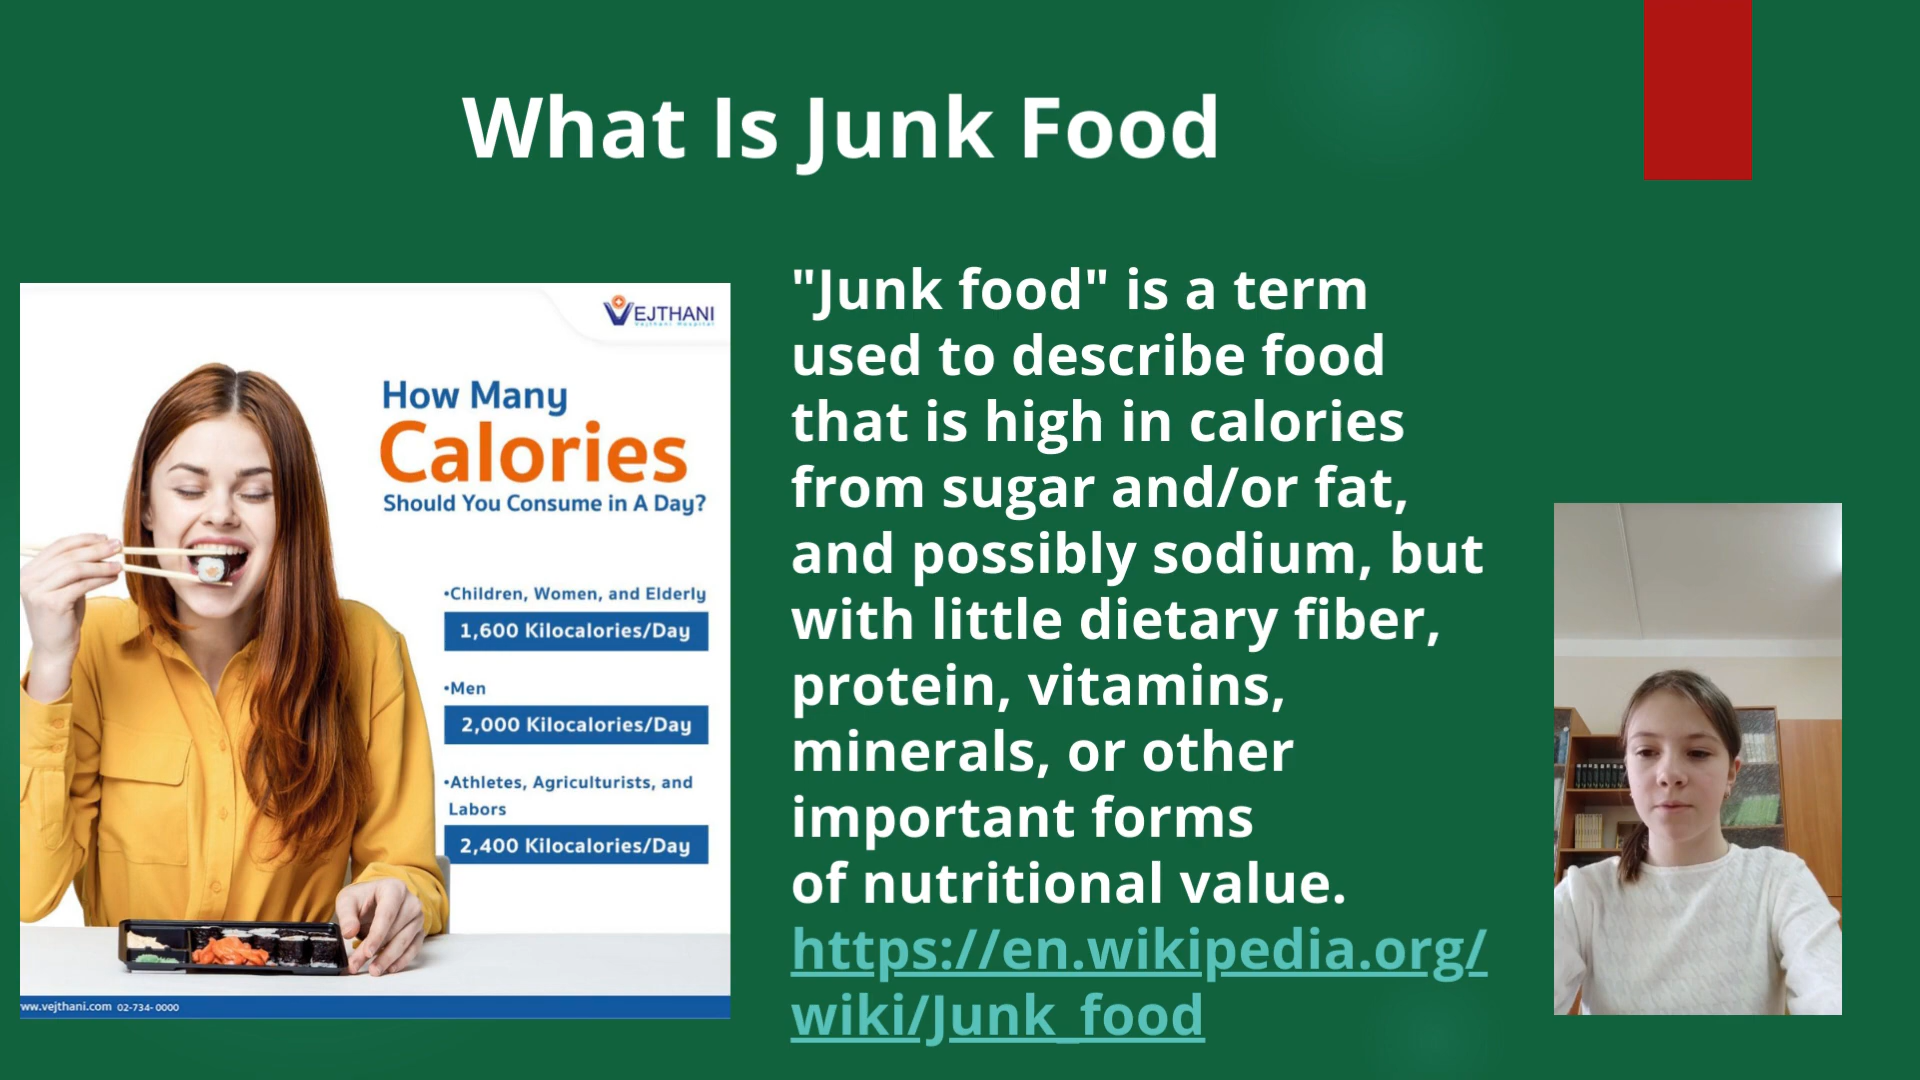 What Is Junk Food
VEJTHANI
Vejthani Hospital
How Many
Calories
Should You Consume in A Day?
•Children, Women, and Elderly
1,600 Kilocalories/Day
•Men
2,000 Kilocalories/Day
•Athletes, Agriculturists, and
Labors
2,400 Kilocalories/Day
ww.vejthani.com 02-734- 0000
"Junk food" is a term
used to describe food
that is high in calories
from sugar and/or fat,
and possibly sodium, but
with little dietary fiber,
protein, vitamins,
minerals, or other
important forms
of nutritional value.
https://en.wikipedia.org/
wiki/Junk_food